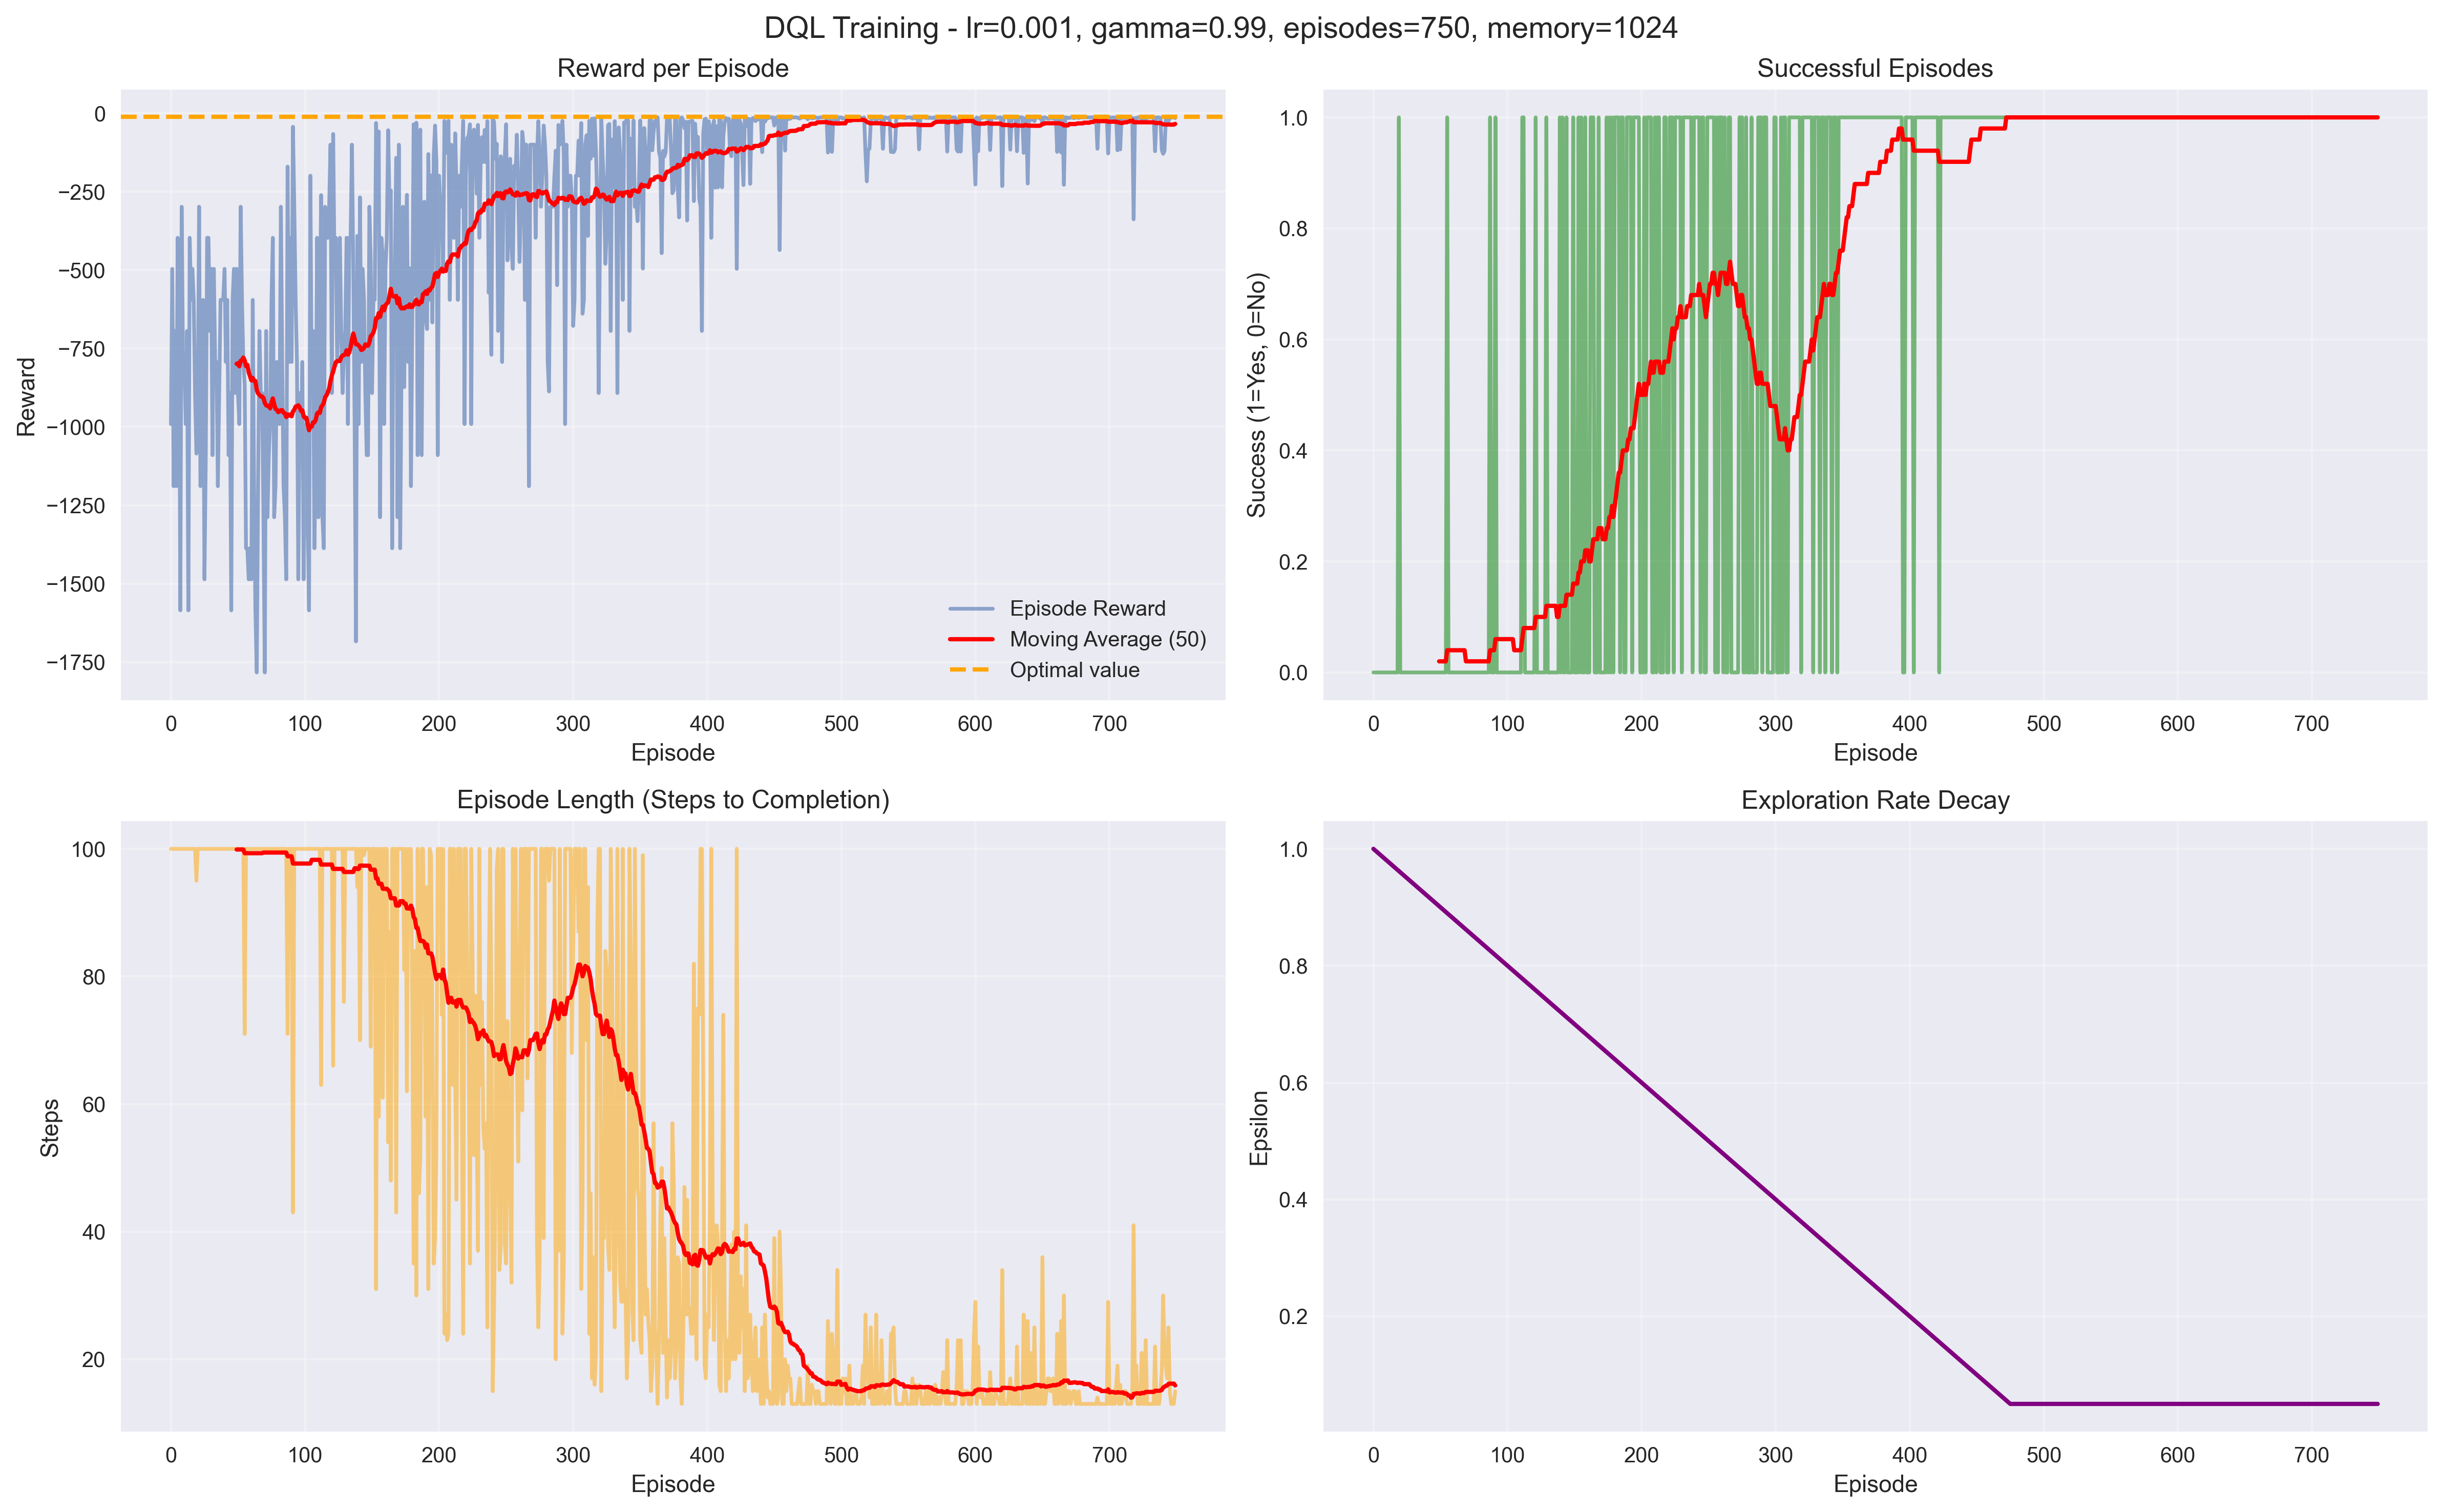 DQL Training - lr=0.001, gamma=0.99, episodes=750, memory=1024
Reward per Episode
0
−250
−500
−750
−1000
−1250
−1500
−1750
Reward
Episode Reward
Moving Average (50)
Optimal value
0 100 200 300 400 500 600 700
Episode
Successful Episodes
1.0
0.8
0.6
0.4
0.2
0.0
Success (1=Yes, 0=No)
0 100 200 300 400 500 600 700
Episode
Episode Length (Steps to Completion)
100
80
60
40
20
Steps
0 100 200 300 400 500 600 700
Episode
Exploration Rate Decay
1.0
0.8
0.6
0.4
0.2
Epsilon
0 100 200 300 400 500 600 700
Episode